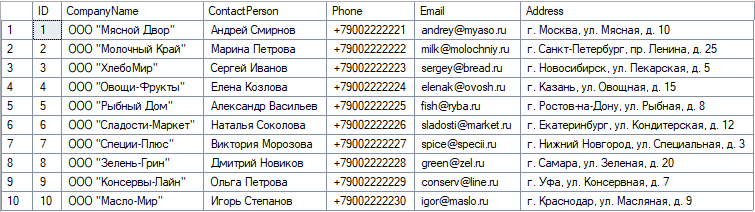 ID CompanyName ContactPerson Phone Email Address
1 1 ООО "Мясной Двор" Андрей Смирнов +79002222221 andrey@myaso.ru г. Москва, ул. Мясная, д. 10
2 2 ООО "Молочный Край" Марина Петрова +79002222222 milk@molochniy.ru г. Санкт-Петербург, пр. Ленина, д. 25
3 3 ООО "ХлебоМир" Сергей Иванов +79002222223 sergey@bread.ru г. Новосибирск, ул. Пекарская, д. 5
4 4 ООО "Овощи-Фрукты" Елена Козлова +79002222224 elenak@ovosh.ru г. Казань, ул. Овощная, д. 15
5 5 ООО "Рыбный Дом" Александр Васильев +79002222225 fish@ryba.ru г. Ростов-на-Дону, ул. Рыбная, д. 8
6 6 ООО "Сладости-Маркет" Наталья Соколова +79002222226 sladosti@market.ru г. Екатеринбург, ул. Кондитерская, д. 12
7 7 ООО "Специи-Плюс" Виктория Морозова +79002222227 spice@specii.ru г. Нижний Новгород, ул. Специальная, д. 3
8 8 ООО "Зелень-Грин" Дмитрий Новиков +79002222228 green@zel.ru г. Самара, ул. Зеленая, д. 20
9 9 ООО "Консервы-Лайн" Ольга Петрова +79002222229 conserv@line.ru г. Уфа, ул. Консервная, д. 7
10 10 ООО "Масло-Мир" Игорь Степанов +79002222230 igor@maslo.ru г. Краснодар, ул. Масляная, д. 9